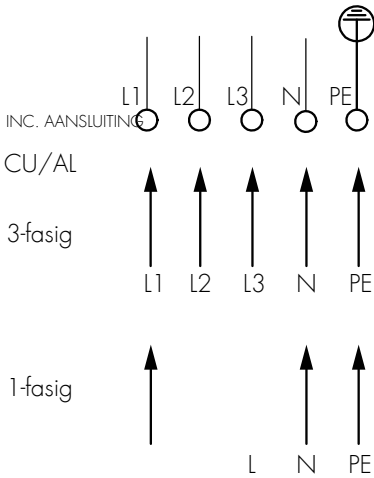 L1 L2 L3 N PE
INC. AANSLUITING
CU/AL
3-fasig
L1 L2 L3 N PE
1-fasig
L N PE